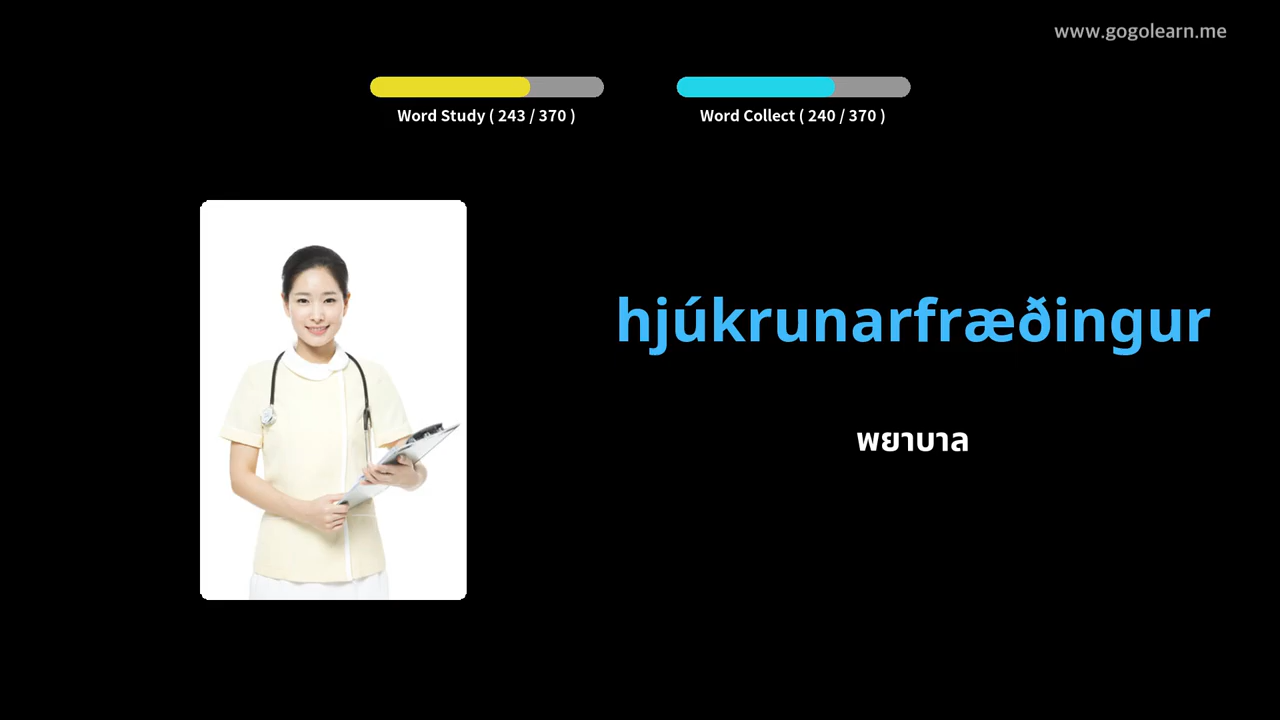 www.gogolearn.me
Word Study ( 243 / 370 )
Word Collect ( 240 / 370 )
hjúkrunarfræðingur
พยาบาล